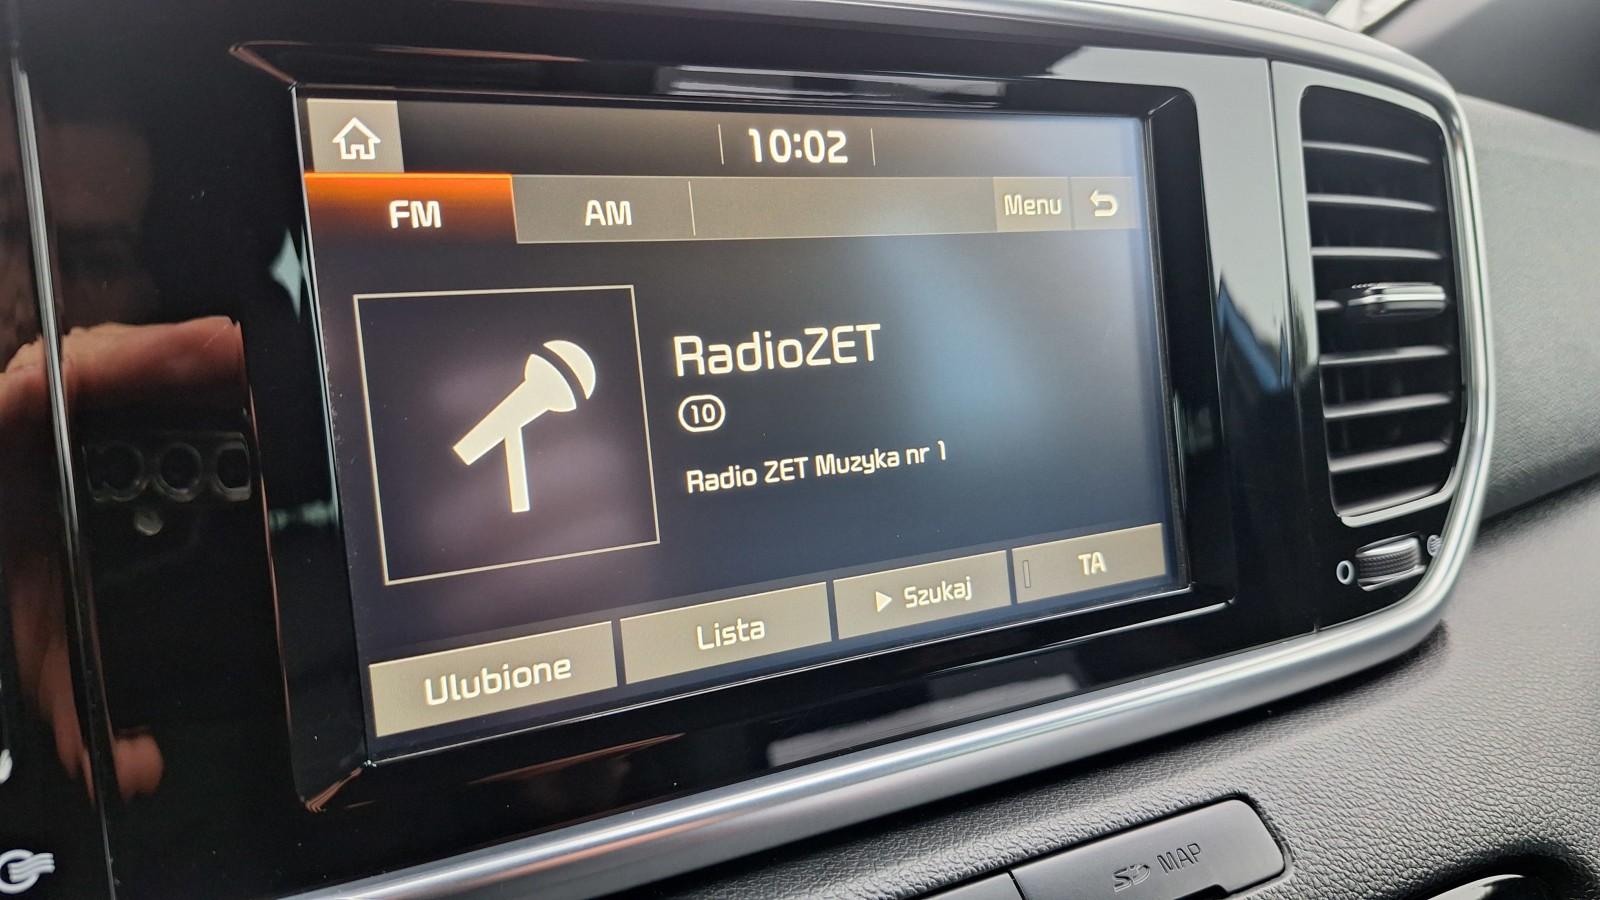 10:02
FM
AM
Menu
RadioZET
10
Radio ZET Muzyka nr 1
Ulubione
Lista
Szukaj
TA
SD MAP